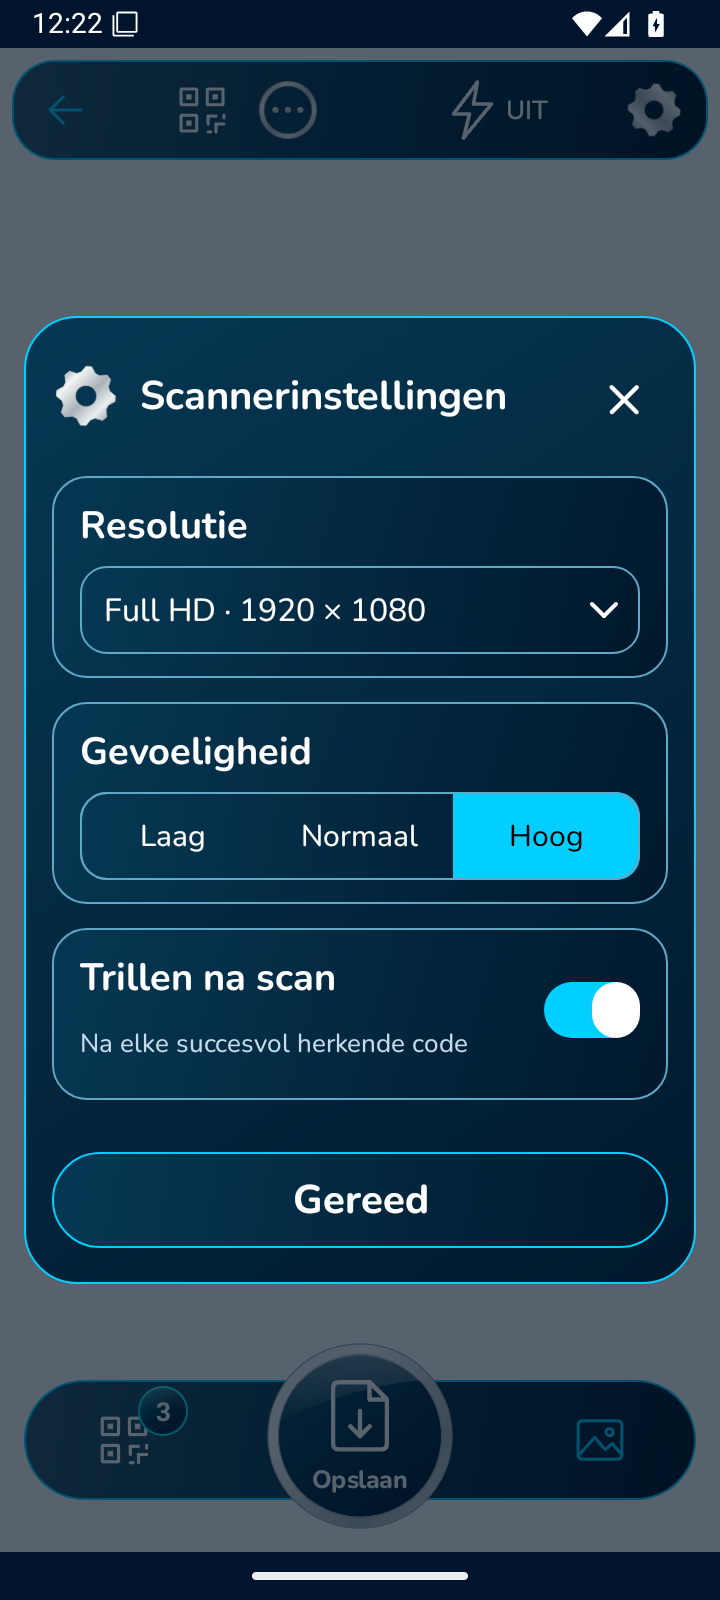 12:22
UIT
Scannerinstellingen
Resolutie
Full HD · 1920 × 1080
Gevoeligheid
Laag Normaal Hoog
Trillen na scan
Na elke succesvol herkende code
Gereed
3
Opslaan